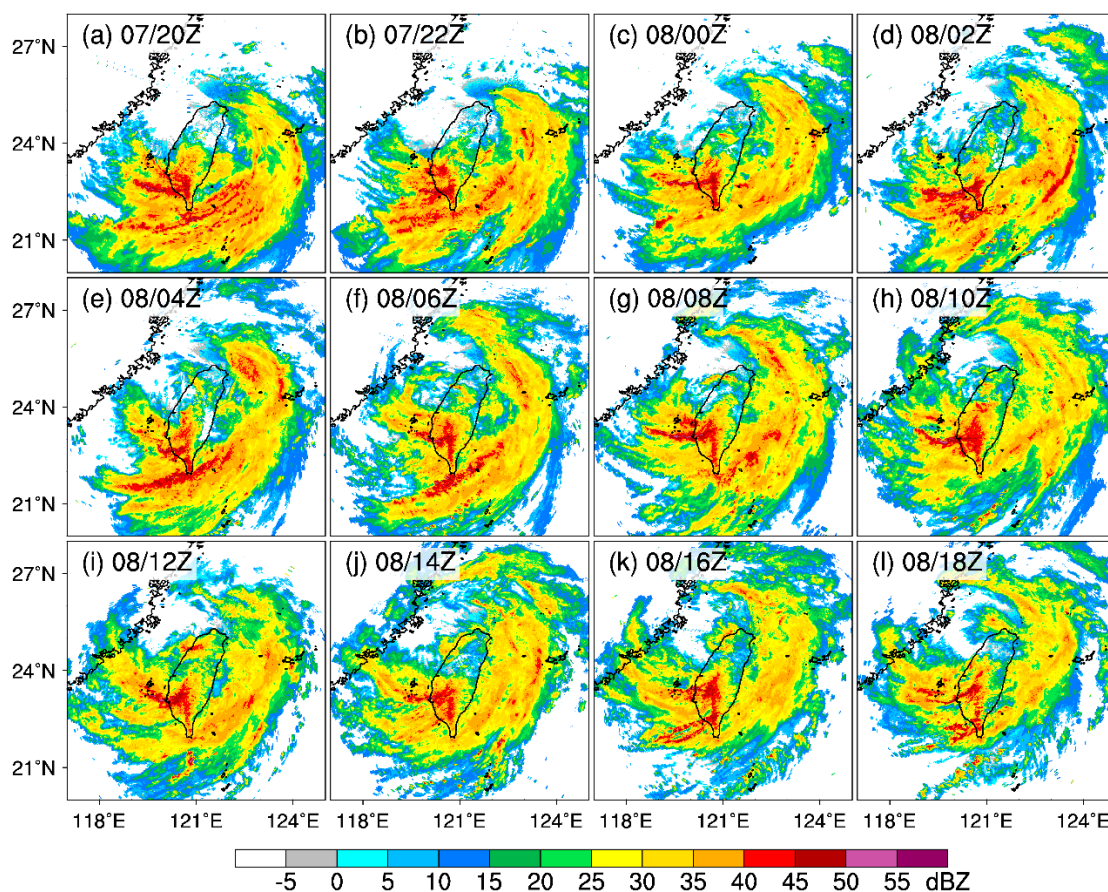 27°N (a) 07/20Z (b) 07/22Z (c) 08/00Z (d) 08/02Z
24°N
21°N
27°N (e) 08/04Z (f) 08/06Z (g) 08/08Z (h) 08/10Z
24°N
21°N
27°N (i) 08/12Z (j) 08/14Z (k) 08/16Z (l) 08/18Z
24°N
21°N
118°E 121°E 124°E 118°E 121°E 124°E 118°E 121°E 124°E 118°E 121°E 124°E
-5 0 5 10 15 20 25 30 35 40 45 50 55 dBZ